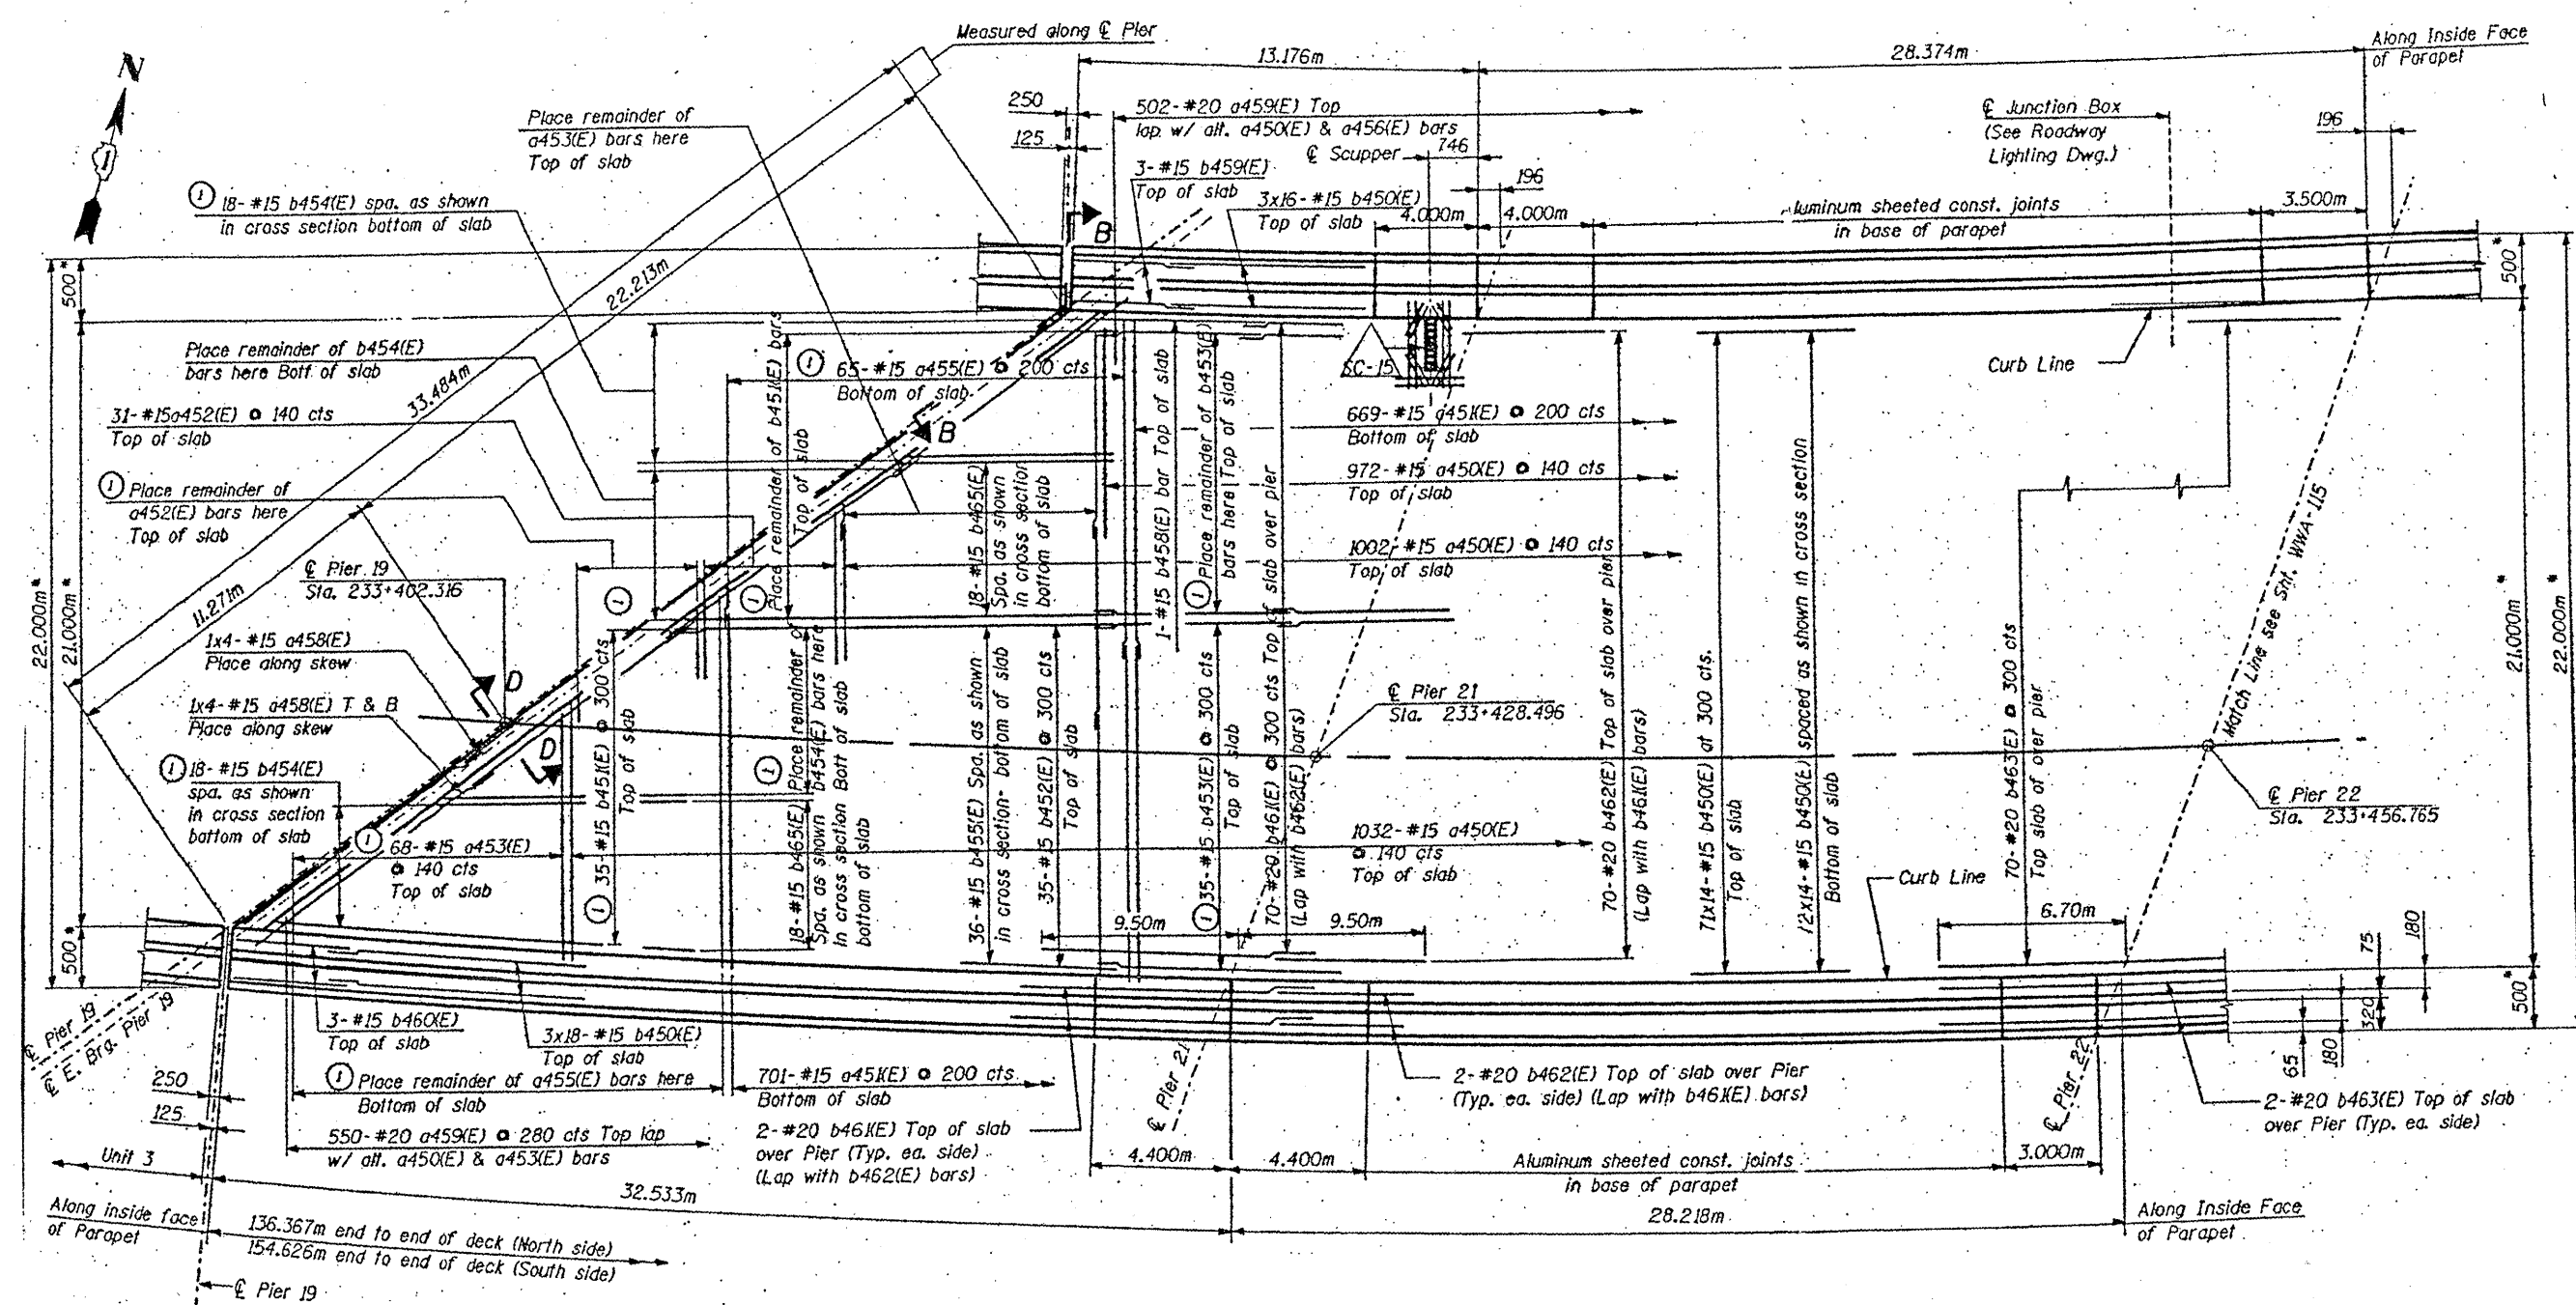 Measured along ℄ Pier
13.176m
28.374m
Along Inside Face
of Parapet
N
1
Place remainder of
a453(E) bars here
Top of slab
250
125
502-#20 a459(E) Top
lap w/ alt. a450(E) & a456(E) bars
℄ Scupper
746
℄ Junction Box
(See Roadway
Lighting Dwg.)
196
3-#15 b459(E)
Top of slab
196
3x16-#15 b450(E)
Top of slab
4.000m
4.000m
luminum sheeted const. joints
in base of parapet
3.500m
1 18-#15 b454(E) spa. as shown
in cross section bottom of slab
B
500*
500*
22.213m
33.484m
Place remainder of b454(E)
bars here Bott. of slab
Place remainder of b451(E) bars
Top of slab
1 65-#15 a455(E) @ 200 cts
Bottom of slab
SC-15
Curb Line
31-#15 a452(E) @ 140 cts
Top of slab
B
669-#15 a451(E) @ 200 cts
Bottom of slab
972-#15 a450(E) @ 140 cts
Top of slab
1 Place remainder of
a452(E) bars here
Top of slab
18-#15 b465(E)
Spa. as shown
in cross section
bottom of slab
1-#15 b458(E) bar Top of slab
1 Place remainder of b453(E)
bars here Top of slab
1002-#15 a450(E) @ 140 cts
Top of slab
Match Line see Sht. WWA-115
22.000m*
21.000m*
21.000m*
22.000m*
℄ Pier 19
Sta. 233+402.316
11.271m
1
1
1x4-#15 a458(E)
Place along skew
D
1x4-#15 a458(E) T & B
Place along skew
D
℄ Pier 21
Sta. 233+428.496
℄ Pier 22
Sta. 233+456.765
1 18-#15 b454(E)
spa. as shown
in cross section
bottom of slab
1 35-#15 b451(E) @ 300 cts
Top of slab
1
Place remainder of
b454(E) bars here
Bott of slab
18-#15 b465(E)
Spa. as shown
in cross section
bottom of slab
36-#15 b455(E) Spa. as shown
in cross section- bottom of slab
35-#15 b452(E) @ 300 cts
Top of slab
1 35-#15 b453(E) @ 300 cts
Top of slab
70-#20 b461(E) @ 300 cts Top of slab over pier
(Lap with b462(E) bars)
70-#20 b462(E) Top of slab over pier
(Lap with b461(E) bars)
71x14-#15 b450(E) at 300 cts.
Top of slab
12x14-#15 b450(E) spaced as shown in cross section
Bottom of slab
70-#20 b463(E) @ 300 cts
Top slab of over pier
1 68-#15 a453(E)
@ 140 cts
Top of slab
1032-#15 a450(E)
@ 140 cts
Top of slab
Curb Line
9.50m
9.50m
6.70m
75
180
500*
500*
320
65
180
℄ Pier 19
℄ E. Brg. Pier 19
3-#15 b460(E)
Top of slab
3x18-#15 b450(E)
Top of slab
250
125
1 Place remainder of a455(E) bars here
Bottom of slab
701-#15 a451(E) @ 200 cts.
Bottom of slab
550-#20 a459(E) @ 280 cts Top lap
w/ alt. a450(E) & a453(E) bars
2-#20 b461(E) Top of slab
over Pier (Typ. ea. side)
(Lap with b462(E) bars)
℄ Pier 21
2-#20 b462(E) Top of slab over Pier
(Typ. ea. side) (Lap with b461(E) bars)
℄ Pier 22
2-#20 b463(E) Top of slab
over Pier (Typ. ea. side)
4.400m
4.400m
Aluminum sheeted const. joints
in base of parapet
3.000m
Unit 3
32.533m
28.218m
Along Inside Face
of Parapet
Along inside face
of Parapet
136.367m end to end of deck (North side)
154.626m end to end of deck (South side)
℄ Pier 19